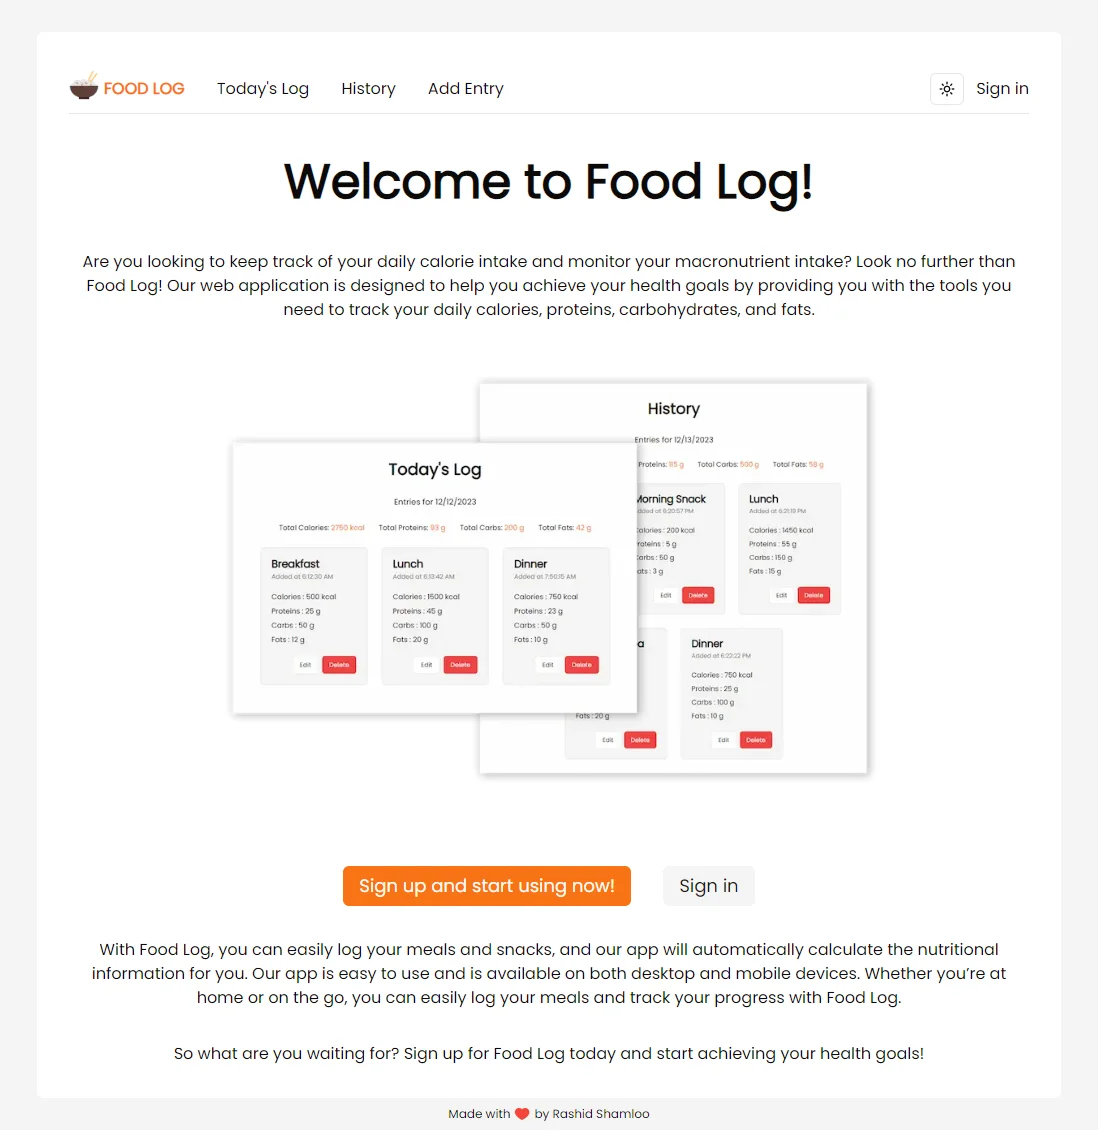 FOOD LOG
Today's Log
History
Add Entry
Sign in
Welcome to Food Log!
Are you looking to keep track of your daily calorie intake and monitor your macronutrient intake? Look no further than
Food Log! Our web application is designed to help you achieve your health goals by providing you with the tools you
need to track your daily calories, proteins, carbohydrates, and fats.
History
Entries for 12/13/2023
Proteins: 115 g Total Carbs: 500 g Total Fats: 58 g
Morning Snack
Added at 6:20:57 PM
Calories : 200 kcal
Proteins : 5 g
Carbs : 50 g
Fats : 3 g
Edit Delete
Lunch
Added at 6:21:19 PM
Calories : 1450 kcal
Proteins : 55 g
Carbs : 150 g
Fats : 15 g
Edit Delete
a
Fats : 20 g
Edit Delete
Dinner
Added at 6:22:22 PM
Calories : 750 kcal
Proteins : 25 g
Carbs : 100 g
Fats : 10 g
Edit Delete
Today's Log
Entries for 12/12/2023
Total Calories: 2750 kcal Total Proteins: 93 g Total Carbs: 200 g Total Fats: 42 g
Breakfast
Added at 6:12:30 AM
Calories : 500 kcal
Proteins : 25 g
Carbs : 50 g
Fats : 12 g
Edit Delete
Lunch
Added at 6:13:42 AM
Calories : 1500 kcal
Proteins : 45 g
Carbs : 100 g
Fats : 20 g
Edit Delete
Dinner
Added at 7:50:15 AM
Calories : 750 kcal
Proteins : 23 g
Carbs : 50 g
Fats : 10 g
Edit Delete
Sign up and start using now!
Sign in
With Food Log, you can easily log your meals and snacks, and our app will automatically calculate the nutritional
information for you. Our app is easy to use and is available on both desktop and mobile devices. Whether you’re at
home or on the go, you can easily log your meals and track your progress with Food Log.
So what are you waiting for? Sign up for Food Log today and start achieving your health goals!
Made with ❤ by Rashid Shamloo